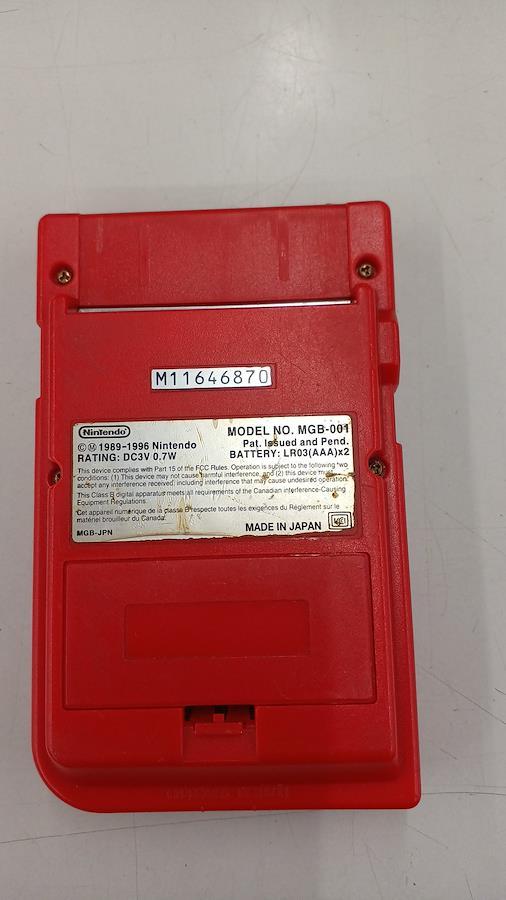 M11646870
Nintendo
MODEL NO. MGB-001
©Ⓜ 1989-1996 Nintendo
Pat. Issued and Pend.
RATING: DC3V 0.7W
BATTERY: LR03(AAA)x2
This device complies with Part 15 of the FCC Rules. Operation is subject to the following two
conditions: (1) This device may not cause harmful interference, and (2) this device must
accept any interference received, including interference that may cause undesired operation.
This Class B digital apparatus meets all requirements of the Canadian Interference-Causing
Equipment Regulations.
Cet appareil numérique de la classe B respecte toutes les exigences du Règlement sur le
matériel brouilleur du Canada.
MGB-JPN
MADE IN JAPAN